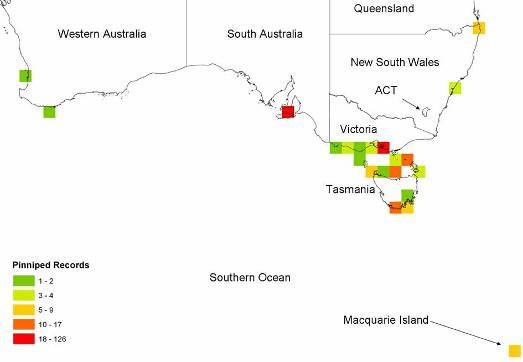 Queensland
Western Australia
South Australia
New South Wales
ACT
Victoria
Tasmania
Pinniped Records
1 - 2
3 - 4
5 - 9
10 - 17
18 - 126
Southern Ocean
Macquarie Island